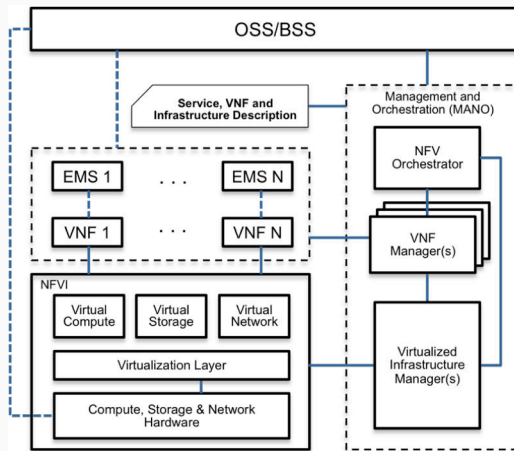 OSS/BSS
Service, VNF and
Infrastructure Description
Management and
Orchestration (MANO)
NFV
Orchestrator
EMS 1
. . .
EMS N
VNF 1
. . .
VNF N
VNF
Manager(s)
NFVI
Virtual
Compute
Virtual
Storage
Virtual
Network
Virtualization Layer
Virtualized
Infrastructure
Manager(s)
Compute, Storage & Network
Hardware